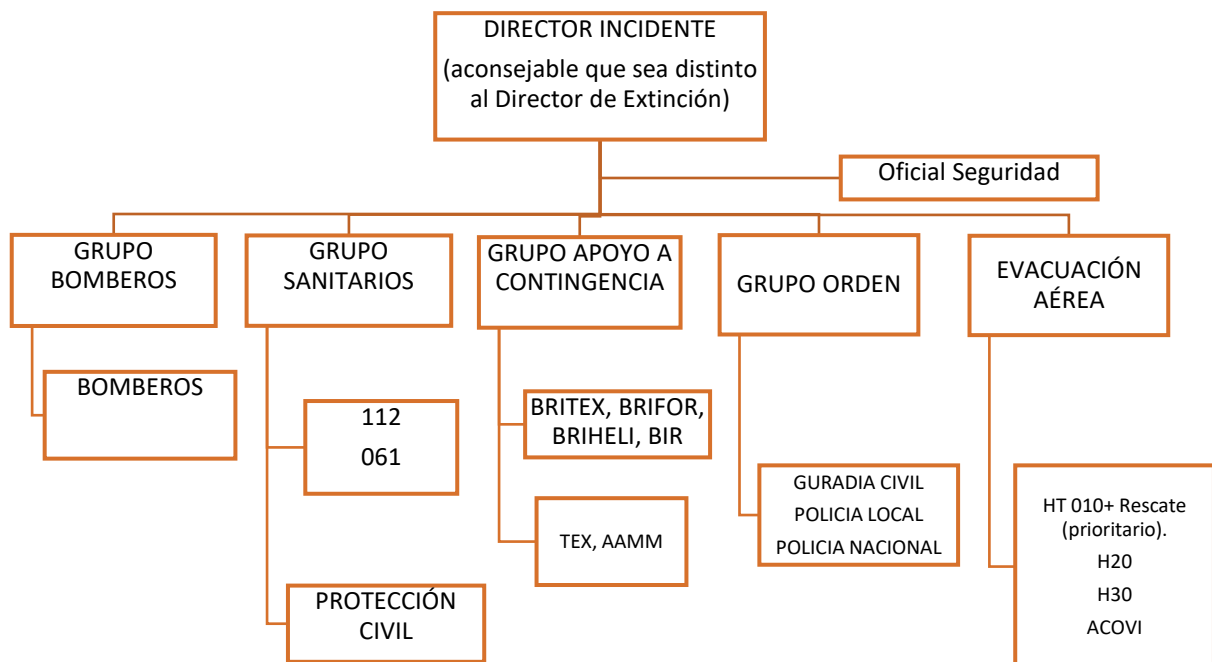 DIRECTOR INCIDENTE
(aconsejable que sea distinto
al Director de Extinción)
Oficial Seguridad
GRUPO
BOMBEROS
GRUPO
SANITARIOS
GRUPO APOYO A
CONTINGENCIA
GRUPO ORDEN
EVACUACIÓN
AÉREA
BOMBEROS
112
061
PROTECCIÓN
CIVIL
BRITEX, BRIFOR,
BRIHELI, BIR
TEX, AAMM
GURADIA CIVIL
POLICIA LOCAL
POLICIA NACIONAL
HT 010+ Rescate
(prioritario).
H20
H30
ACOVI